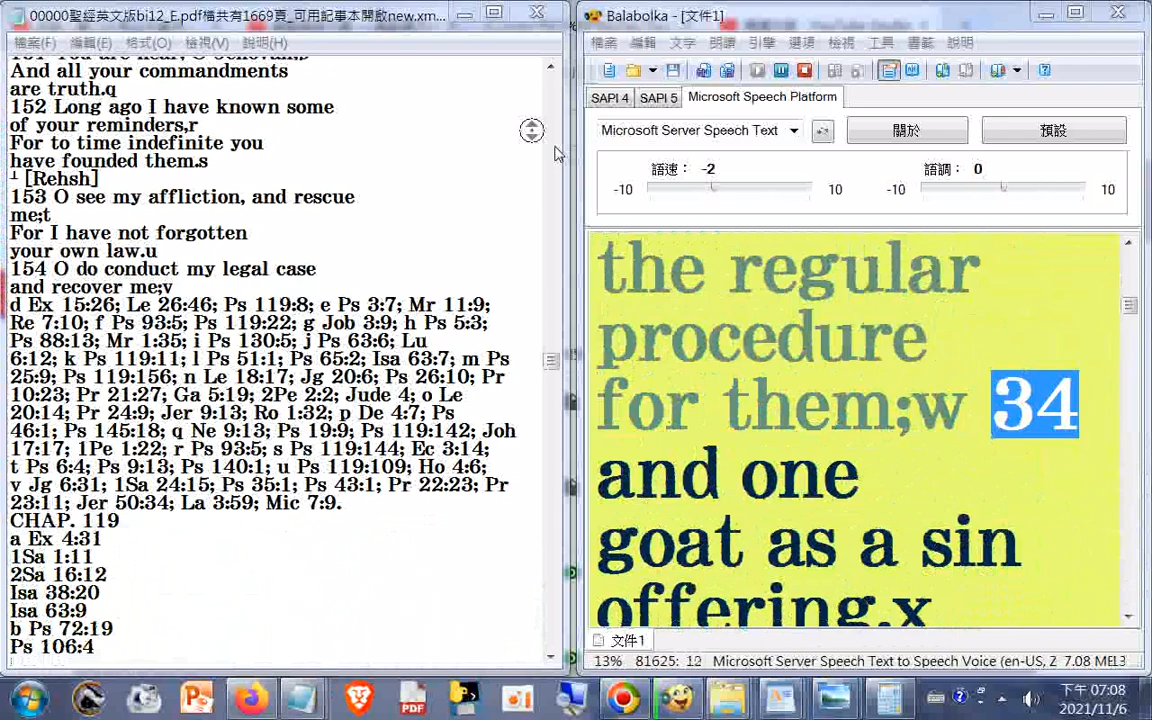 00000聖經英文版bi12_E.pdf檔共有1669頁_可用記事本開啟new.xm...
檔案(F) 編輯(E) 格式(O) 檢視(V) 說明(H)
And all your commandments
are truth.q
152 Long ago I have known some
of your reminders,r
For to time indefinite you
have founded them.s
[Rehsh]
153 O see my affliction, and rescue
me;t
For I have not forgotten
your own law.u
154 O do conduct my legal case
and recover me;v
d Ex 15:26; Le 26:46; Ps 119:8; e Ps 3:7; Mr 11:9;
Re 7:10; f Ps 93:5; Ps 119:22; g Job 3:9; h Ps 5:3;
Ps 88:13; Mr 1:35; i Ps 130:5; j Ps 63:6; Lu
6:12; k Ps 119:11; l Ps 51:1; Ps 65:2; Isa 63:7; m Ps
25:9; Ps 119:156; n Le 18:17; Jg 20:6; Ps 26:10; Pr
10:23; Pr 21:27; Ga 5:19; 2Pe 2:2; Jude 4; o Le
20:14; Pr 24:9; Jer 9:13; Ro 1:32; p De 4:7; Ps
46:1; Ps 145:18; q Ne 9:13; Ps 19:9; Ps 119:142; Joh
17:17; 1Pe 1:22; r Ps 93:5; s Ps 119:144; Ec 3:14;
t Ps 6:4; Ps 9:13; Ps 140:1; u Ps 119:109; Ho 4:6;
v Jg 6:31; 1Sa 24:15; Ps 35:1; Ps 43:1; Pr 22:23; Pr
23:11; Jer 50:34; La 3:59; Mic 7:9.
CHAP. 119
a Ex 4:31
1Sa 1:11
2Sa 16:12
Isa 38:20
Isa 63:9
b Ps 72:19
Ps 106:4
Balabolka - [文件1]
檔案 編輯 文字 朗讀 引擎 選項 檢視 工具 書籤 說明
SAPI 4 SAPI 5 Microsoft Speech Platform
Microsoft Server Speech Text 關於 預設
語速： -2 語調： 0
-10 10 -10 10
the regular
procedure
for them;w 34
and one
goat as a sin
offering.x
文件1
13% 81625: 12 Microsoft Server Speech Text to Speech Voice (en-US, Z 7.08 ME
下午 07:08
2021/11/6